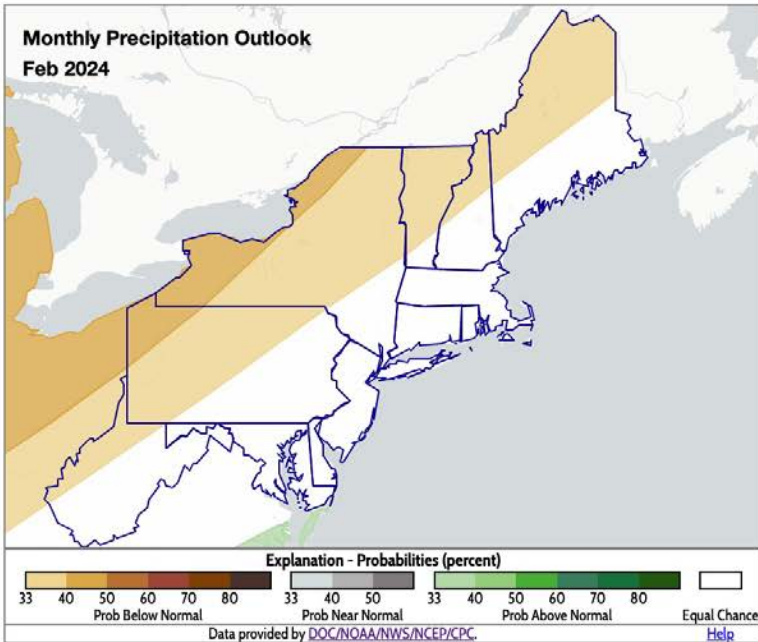 Monthly Precipitation Outlook
Feb 2024
Explanation - Probabilities (percent)
33 40 50 60 70 80 33 40 50 33 40 50 60 70 80
Prob Below Normal Prob Near Normal Prob Above Normal Equal Chance
Data provided by DOC/NOAA/NWS/NCEP/CPC. Help